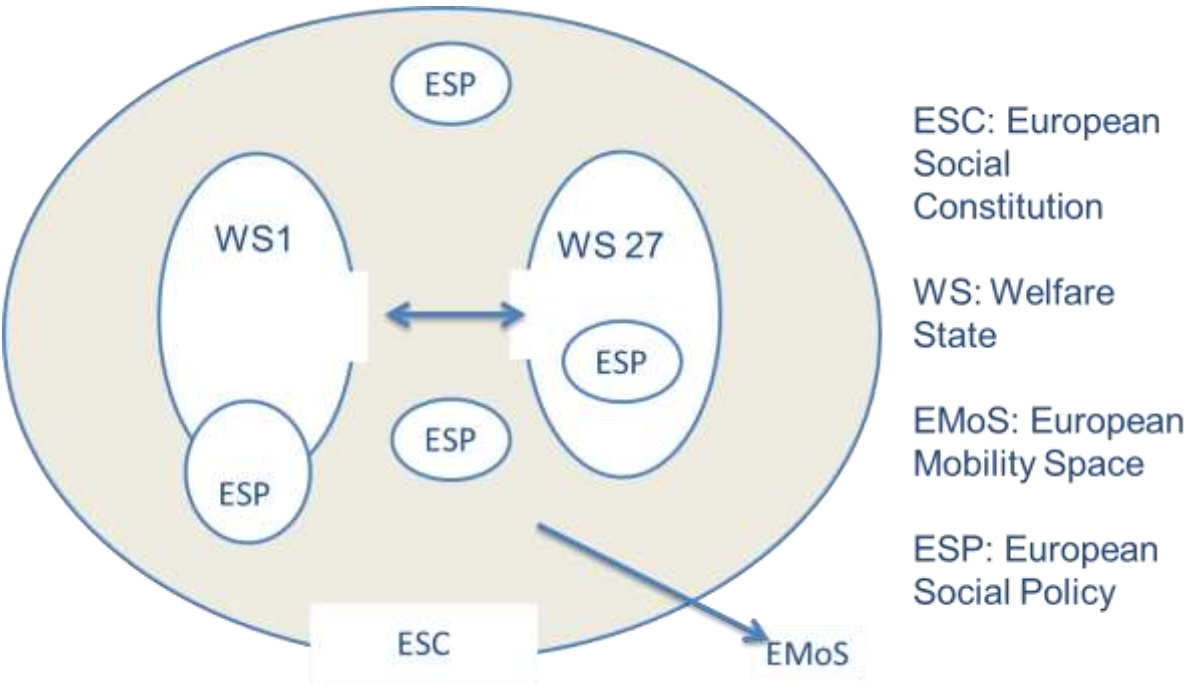 ESP
WS1
WS 27
ESP
ESP
ESP
ESC
EMoS
ESC: European
Social
Constitution
WS: Welfare
State
EMoS: European
Mobility Space
ESP: European
Social Policy